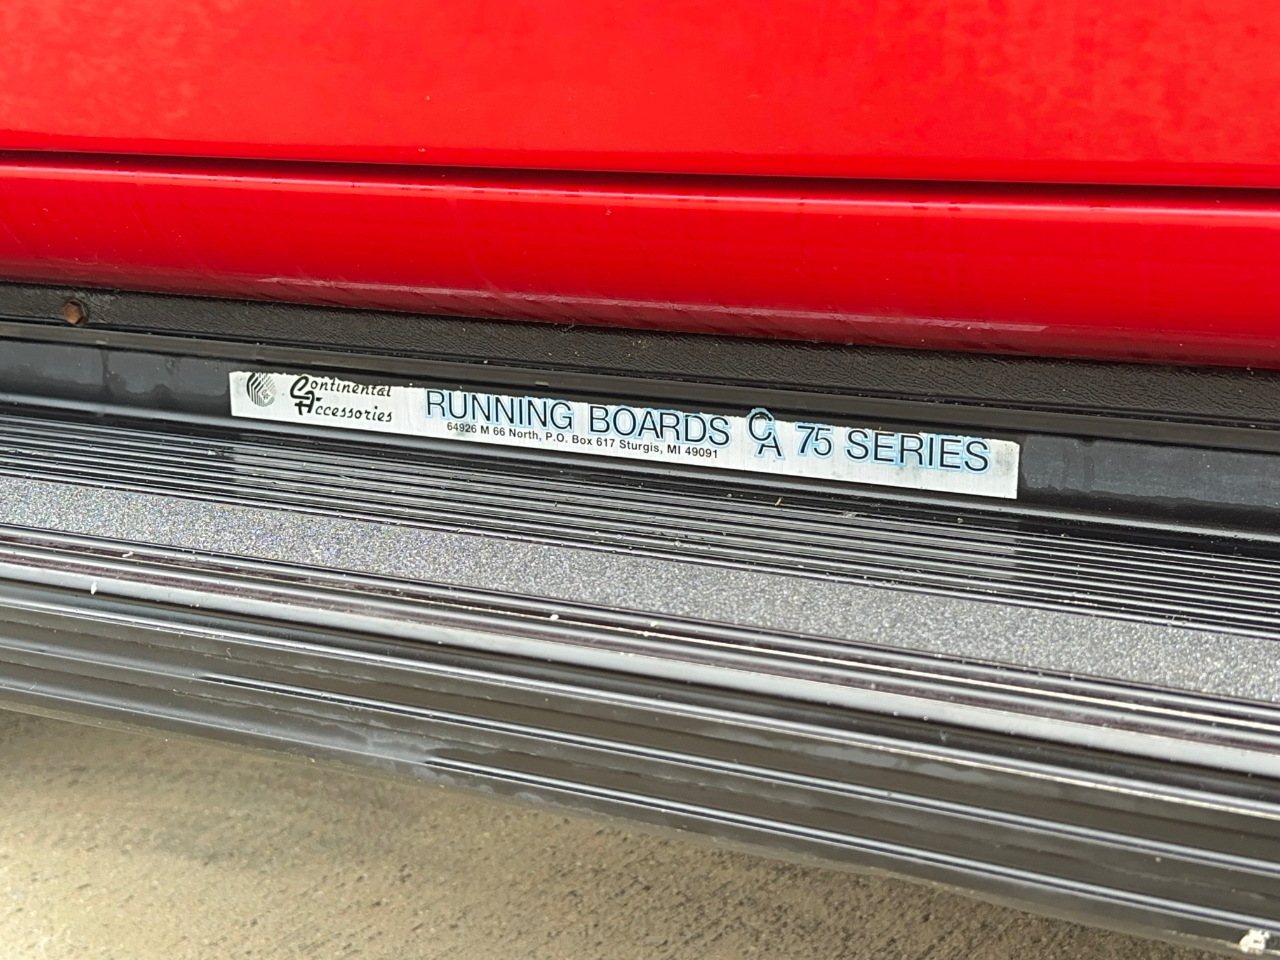 Continental
Accessories
RUNNING BOARDS CA 75 SERIES
64926 M 66 North, P.O. Box 617 Sturgis, MI 49091